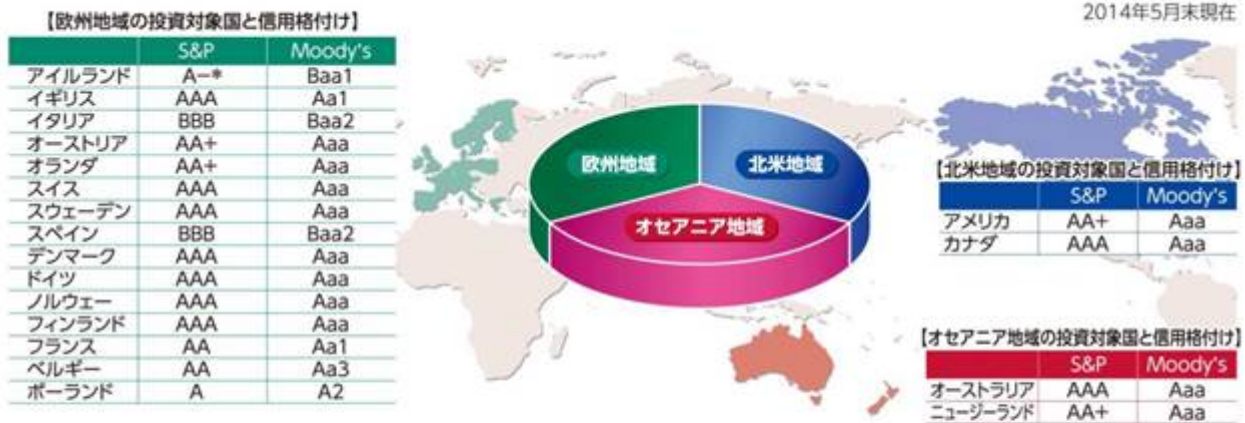 2014年5月末現在
【欧州地域の投資対象国と信用格付け】
S&P Moody's
アイルランド A−* Baa1
イギリス AAA Aa1
イタリア BBB Baa2
オーストリア AA+ Aaa
オランダ AA+ Aaa
スイス AAA Aaa
スウェーデン AAA Aaa
スペイン BBB Baa2
デンマーク AAA Aaa
ドイツ AAA Aaa
ノルウェー AAA Aaa
フィンランド AAA Aaa
フランス AA Aa1
ベルギー AA Aa3
ポーランド A A2
欧州地域
北米地域
オセアニア地域
【北米地域の投資対象国と信用格付け】
S&P Moody's
アメリカ AA+ Aaa
カナダ AAA Aaa
【オセアニア地域の投資対象国と信用格付け】
S&P Moody's
オーストラリア AAA Aaa
ニュージーランド AA+ Aaa